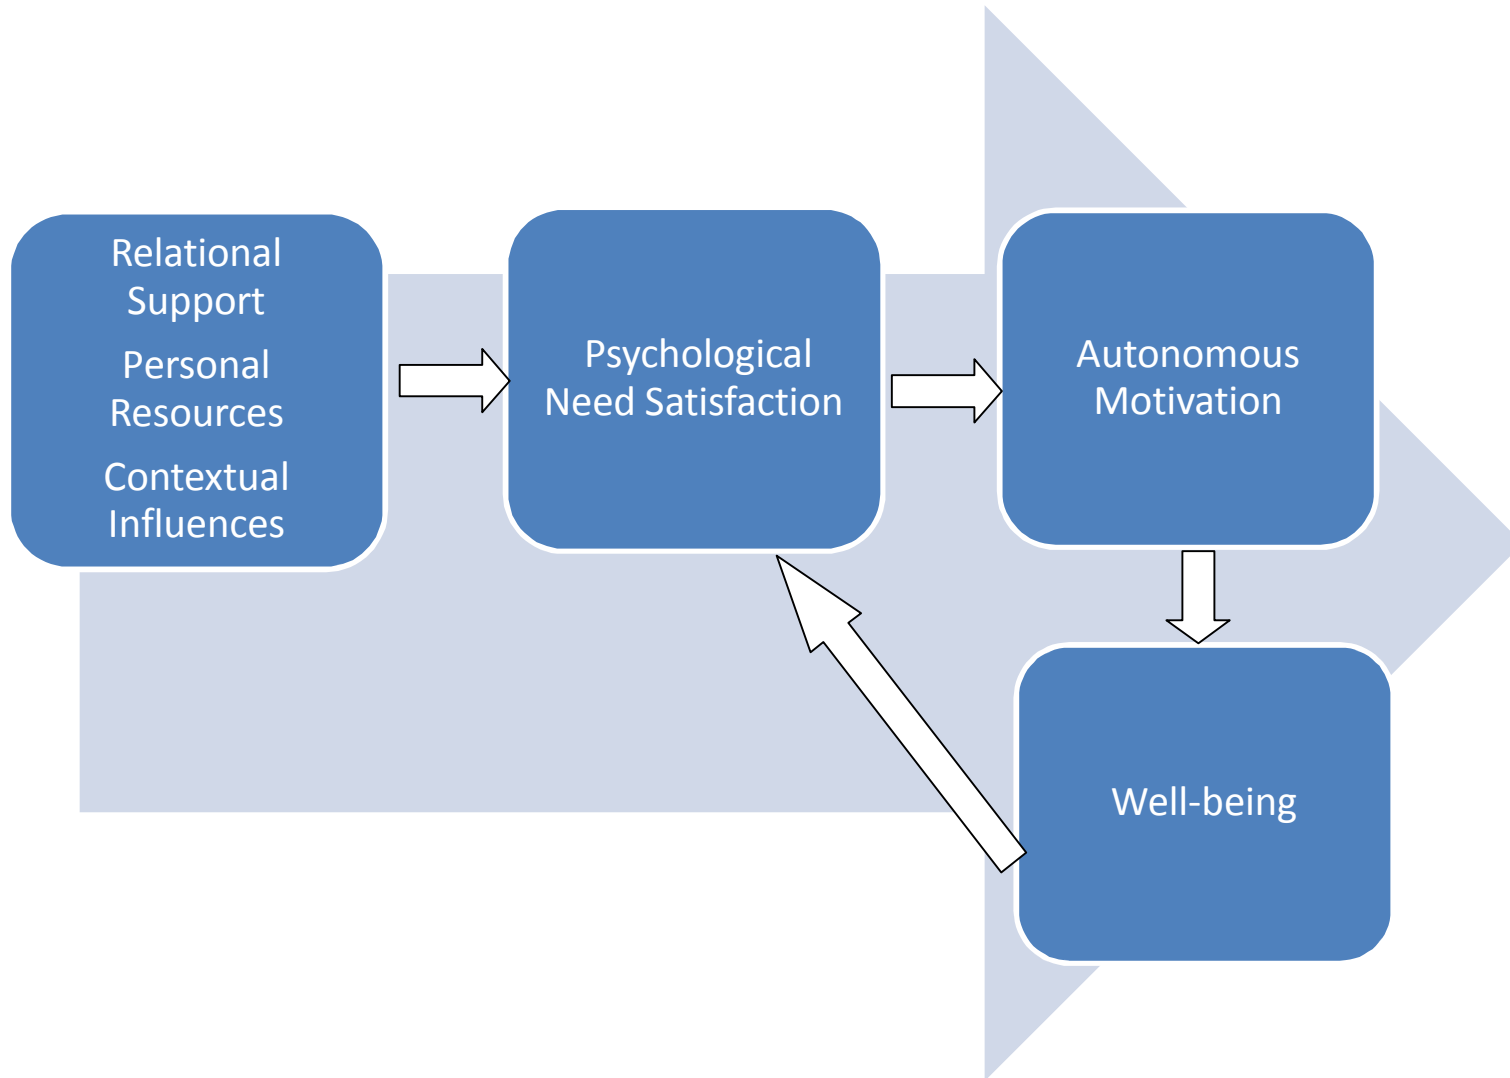 Relational
Support
Personal
Resources
Contextual
Influences
Psychological
Need Satisfaction
Autonomous
Motivation
Well-being